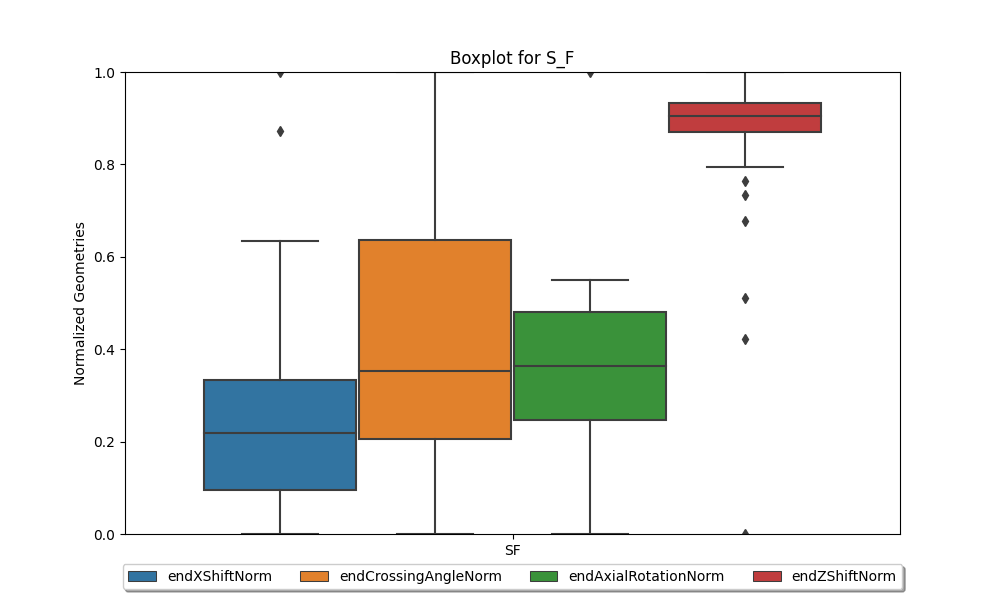 Boxplot for S_F
1.0
0.8
0.6
0.4
0.2
0.0
Normalized Geometries
SF
endXShiftNorm endCrossingAngleNorm endAxialRotationNorm endZShiftNorm